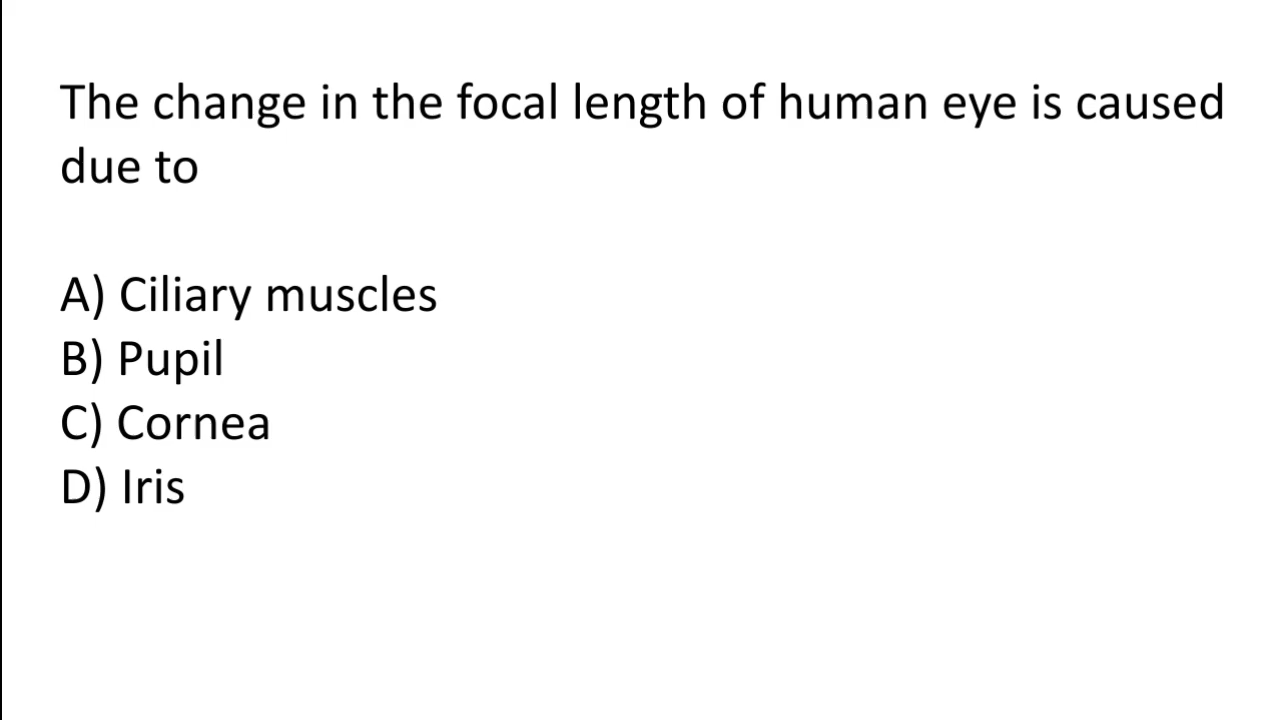 The change in the focal length of human eye is caused
due to
A) Ciliary muscles
B) Pupil
C) Cornea
D) Iris